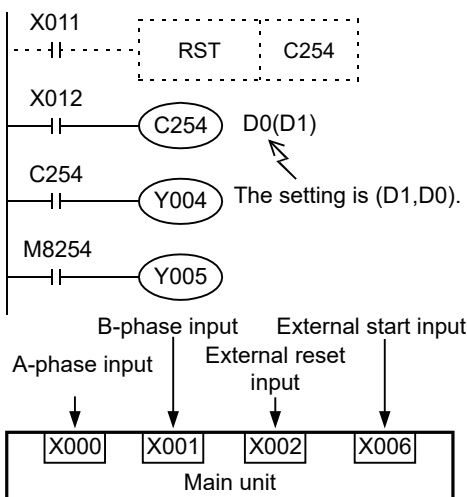 X011
RST C254
X012
C254 D0(D1)
C254
The setting is (D1,D0).
Y004
M8254
Y005
B-phase input External start input
A-phase input External reset
input
X000 X001 X002 X006
Main unit